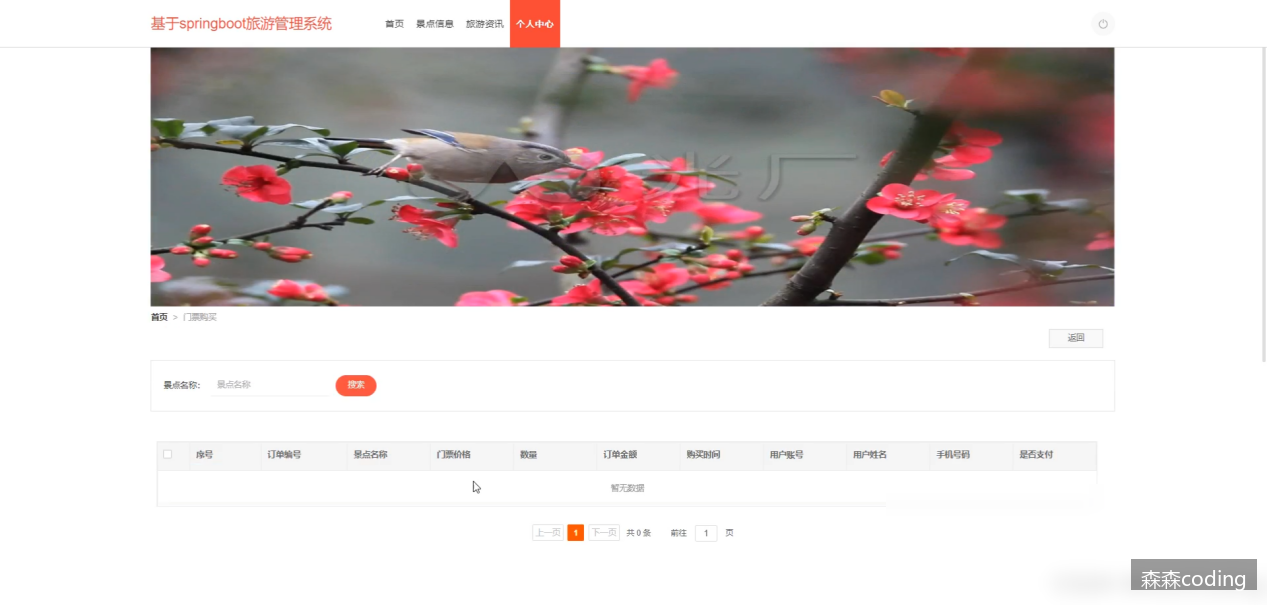 基于springboot旅游管理系统 首页 景点信息 旅游资讯 个人中心
首页 > 门票购买
返回
景点名称: 景点名称 搜索
序号 订单编号 景点名称 门票价格 数量 订单金额 购买时间 用户账号 用户姓名 手机号码 是否支付
暂无数据
上一页 1 下一页 共 0 条 前往 1 页
森森coding